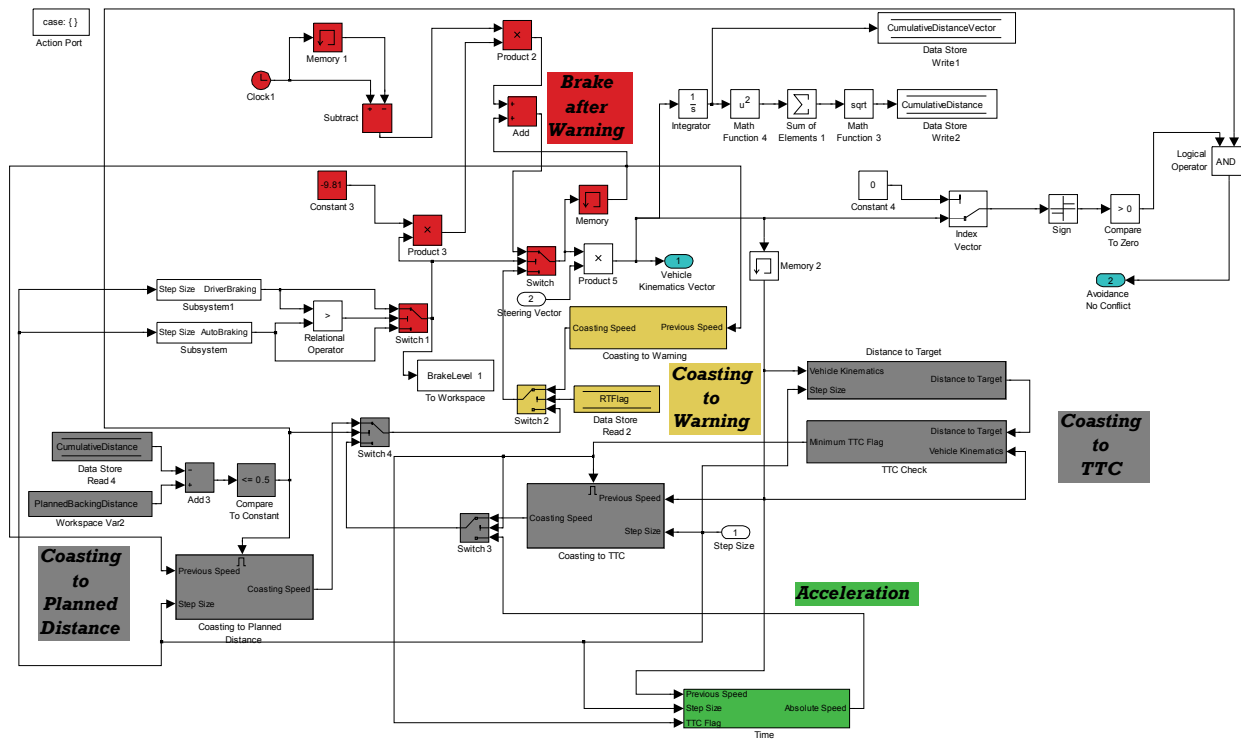 case: { }
Action Port
Clock1
Memory 1
+ -
Subtract
×
Product 2
Brake
after
Warning
+
+
Add
-9.81
Constant 3
×
Product 3
Memory
Switch
×
Product 5
2
Steering Vector
1
Vehicle
Kinematics Vector
1
s
Integrator
u²
Math
Function 4
Sum of
Elements 1
sqrt
Math
Function 3
CumulativeDistanceVector
Data Store
Write1
CumulativeDistance
Data Store
Write2
Logical
Operator
AND
0
Constant 4
Index
Vector
Sign
> 0
Compare
To Zero
Memory 2
2
Avoidance
No Conflict
Step Size DriverBraking
Subsystem1
Step Size AutoBraking
Subsystem
>
Relational
Operator
Switch 1
BrakeLevel 1
To Workspace
Coasting Speed Previous Speed
Coasting to Warning
Switch 2
RTFlag
Data Store
Read 2
Coasting
to
Warning
Distance to Target
Vehicle Kinematics
Distance to Target
Step Size
Distance to Target
Minimum TTC Flag
Vehicle Kinematics
TTC Check
Coasting
to
TTC
Switch 4
CumulativeDistance
Data Store
Read 4
PlannedBackingDistance
Workspace Var2
-
+
Add 3
<= 0.5
Compare
To Constant
Switch 3
Previous Speed
Coasting Speed
Step Size
Coasting to TTC
1
Step Size
Coasting
to
Planned
Distance
Previous Speed
Coasting Speed
Step Size
Coasting to Planned
Distance
Acceleration
Previous Speed
Step Size Absolute Speed
TTC Flag
Time